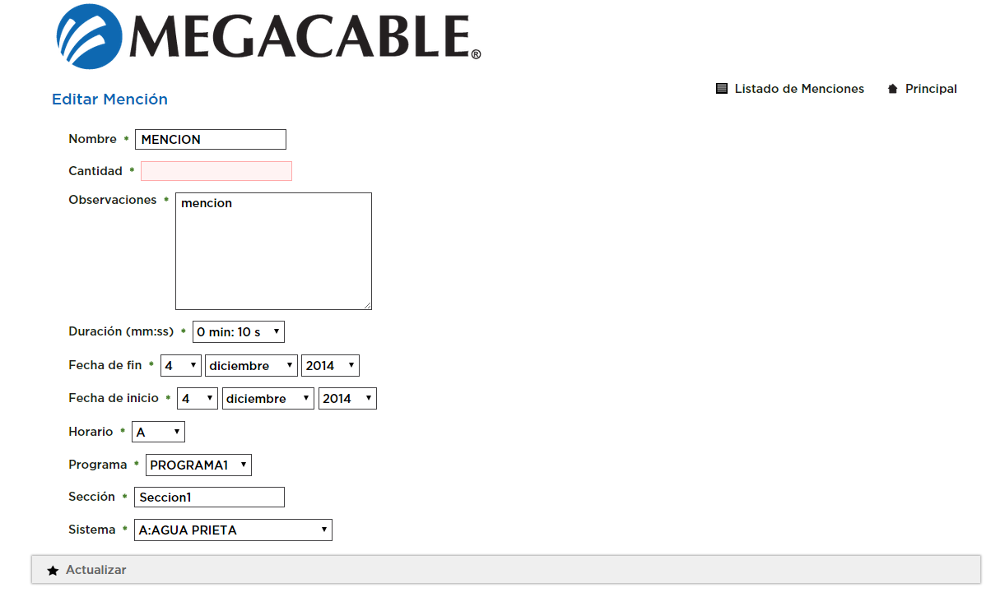 MEGACABLE®
Listado de Menciones Principal
Editar Mención
Nombre * MENCION
Cantidad *
Observaciones * mencion
Duración (mm:ss) * 0 min: 10 s
Fecha de fin * 4 diciembre 2014
Fecha de inicio * 4 diciembre 2014
Horario * A
Programa * PROGRAMA1
Sección * Seccion1
Sistema * A:AGUA PRIETA
Actualizar